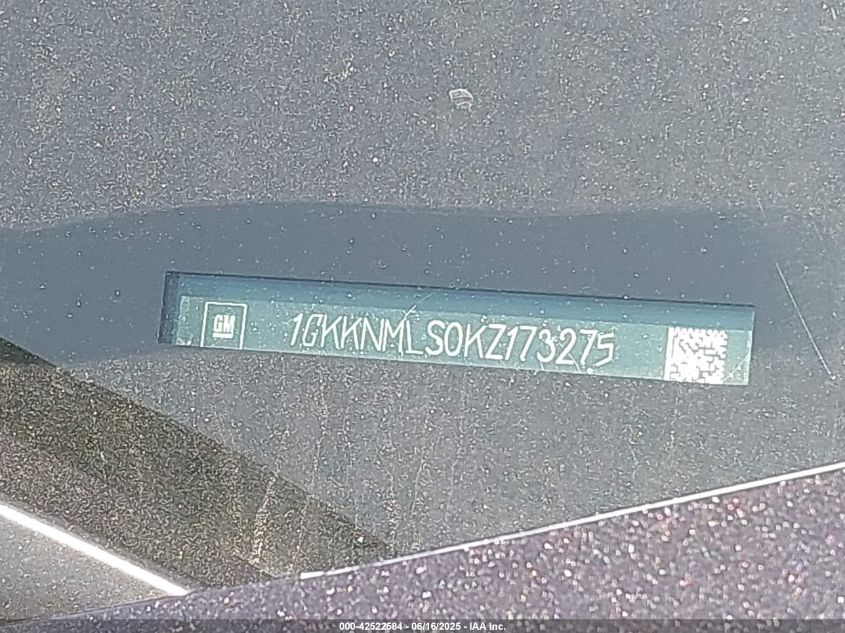 GM 1GKKNMLS0KZ173275
000-42522584 - 06/16/2025 - IAA Inc.